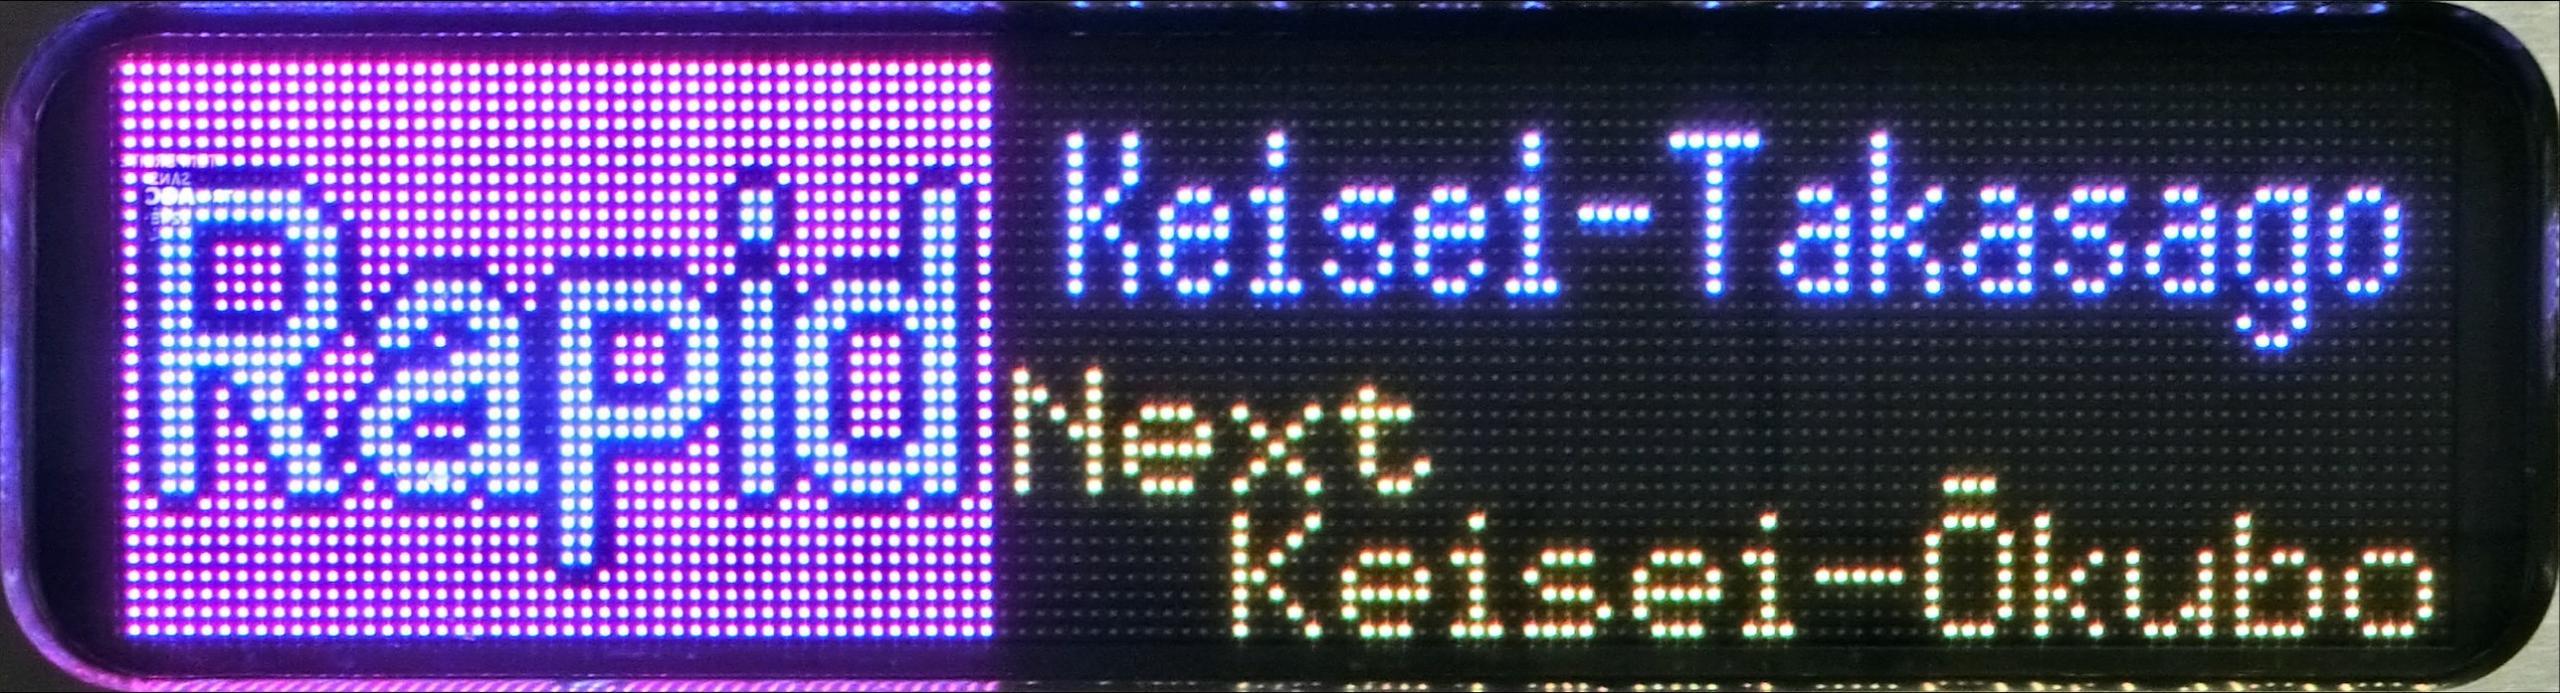 Rapid
Keisei-Takasago
Next
Keisei-Ōkubo